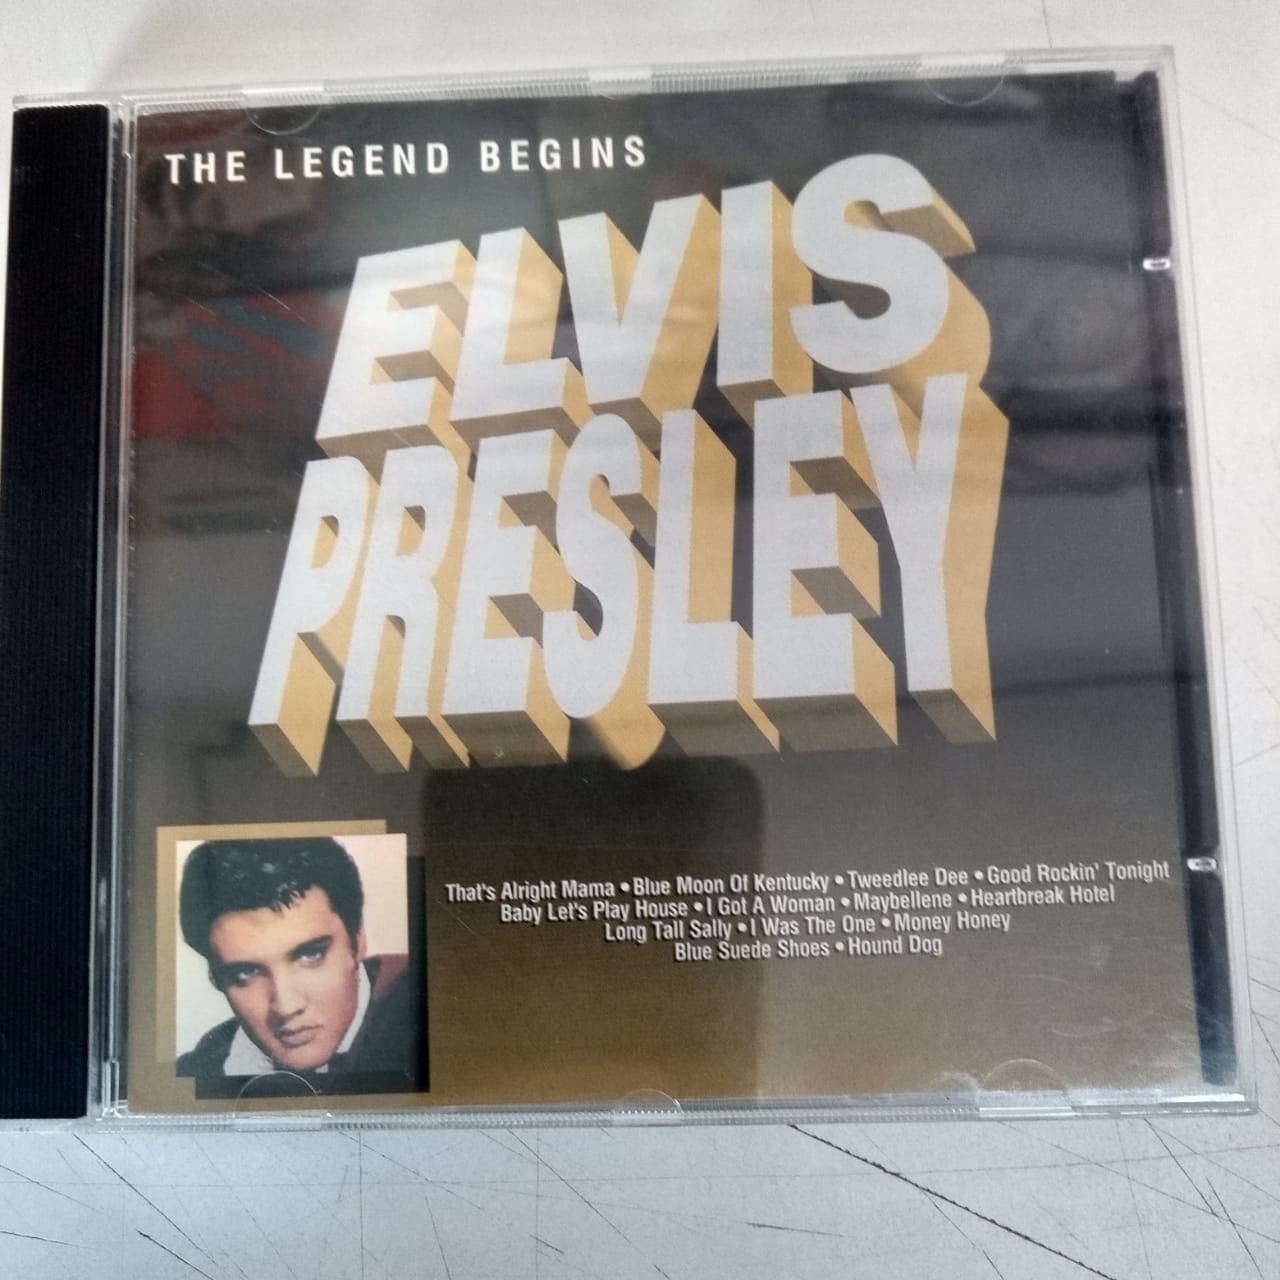 THE LEGEND BEGINS
ELVIS
PRESLEY
That's Alright Mama • Blue Moon Of Kentucky • Tweedlee Dee • Good Rockin' Tonight
Baby Let's Play House • I Got A Woman • Maybellene • Heartbreak Hotel
Long Tall Sally • I Was The One • Money Honey
Blue Suede Shoes • Hound Dog